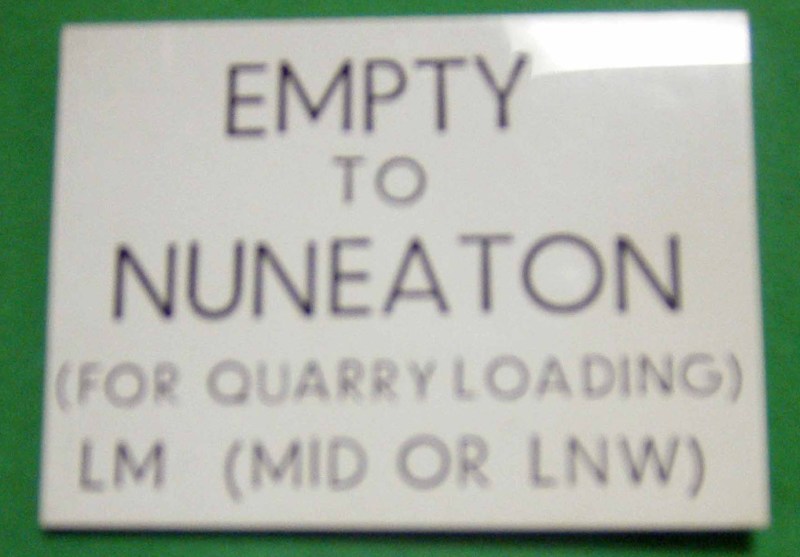 EMPTY
TO
NUNEATON
(FOR QUARRY LOADING)
LM (MID OR LNW)